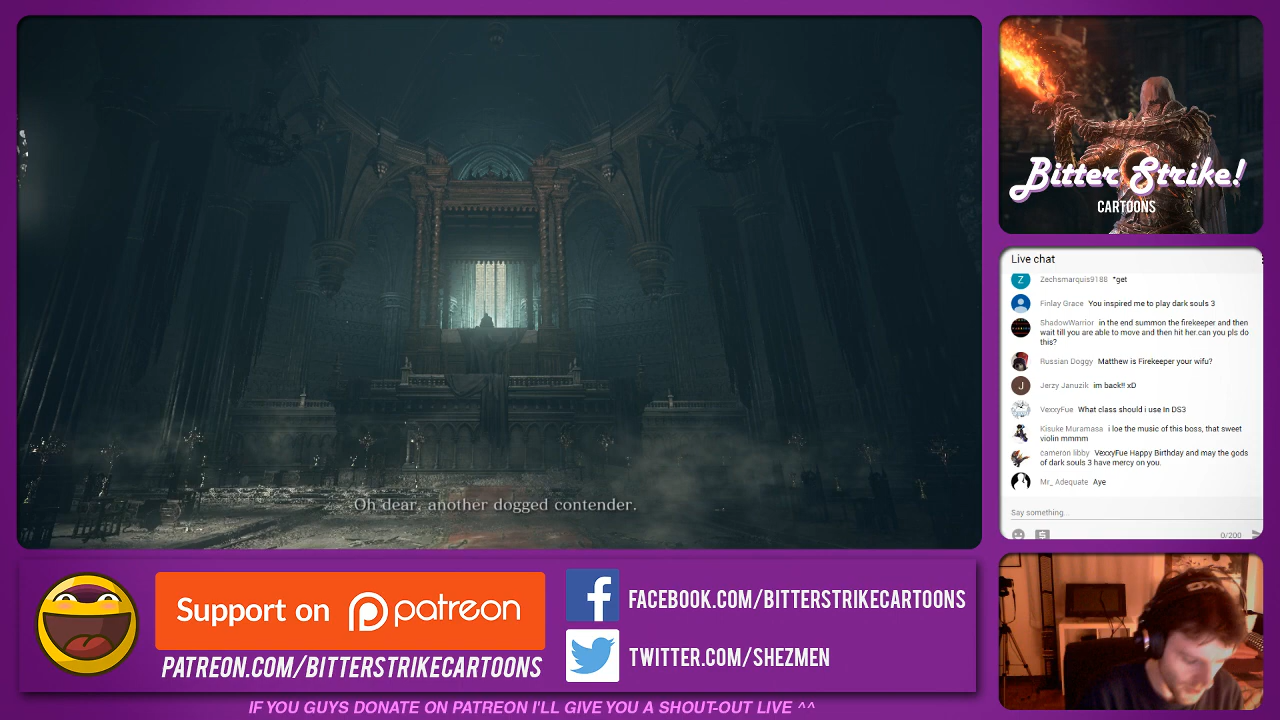 Oh dear, another dogged contender.
Bitter Strike!
CARTOONS
Live chat
Z
Zechsmarquis9188 *get
Finlay Grace You inspired me to play dark souls 3
ShadowWarrior in the end summon the firekeeper and then
wait till you are able to move and then hit her.can you pls do
this?
Russian Doggy Matthew is Firekeeper your wifu?
J
Jerzy Januzik im back!! xD
VexxyFue What class should i use In DS3
Kisuke Muramasa i loe the music of this boss, that sweet
violin mmmm
cameron libby VexxyFue Happy Birthday and may the gods
of dark souls 3 have mercy on you.
Mr_ Adequate Aye
Say something...
0/200
Support on patreon
PATREON.COM/BITTERSTRIKECARTOONS
FACEBOOK.COM/BITTERSTRIKECARTOONS
TWITTER.COM/SHEZMEN
IF YOU GUYS DONATE ON PATREON I'LL GIVE YOU A SHOUT-OUT LIVE ^^